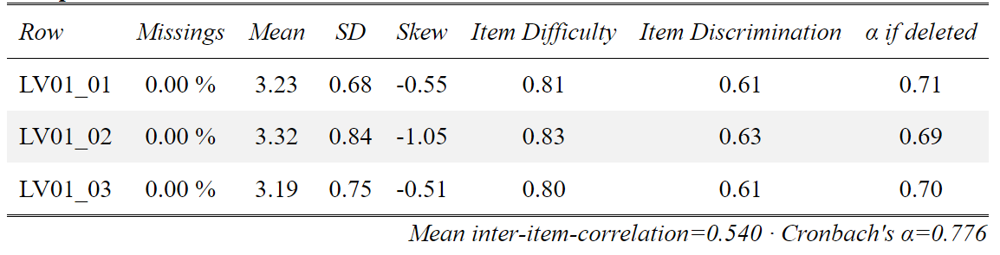 Row Missings Mean SD Skew Item Difficulty Item Discrimination α if deleted
LV01_01 0.00 % 3.23 0.68 -0.55 0.81 0.61 0.71
LV01_02 0.00 % 3.32 0.84 -1.05 0.83 0.63 0.69
LV01_03 0.00 % 3.19 0.75 -0.51 0.80 0.61 0.70
Mean inter-item-correlation=0.540 · Cronbach's α=0.776